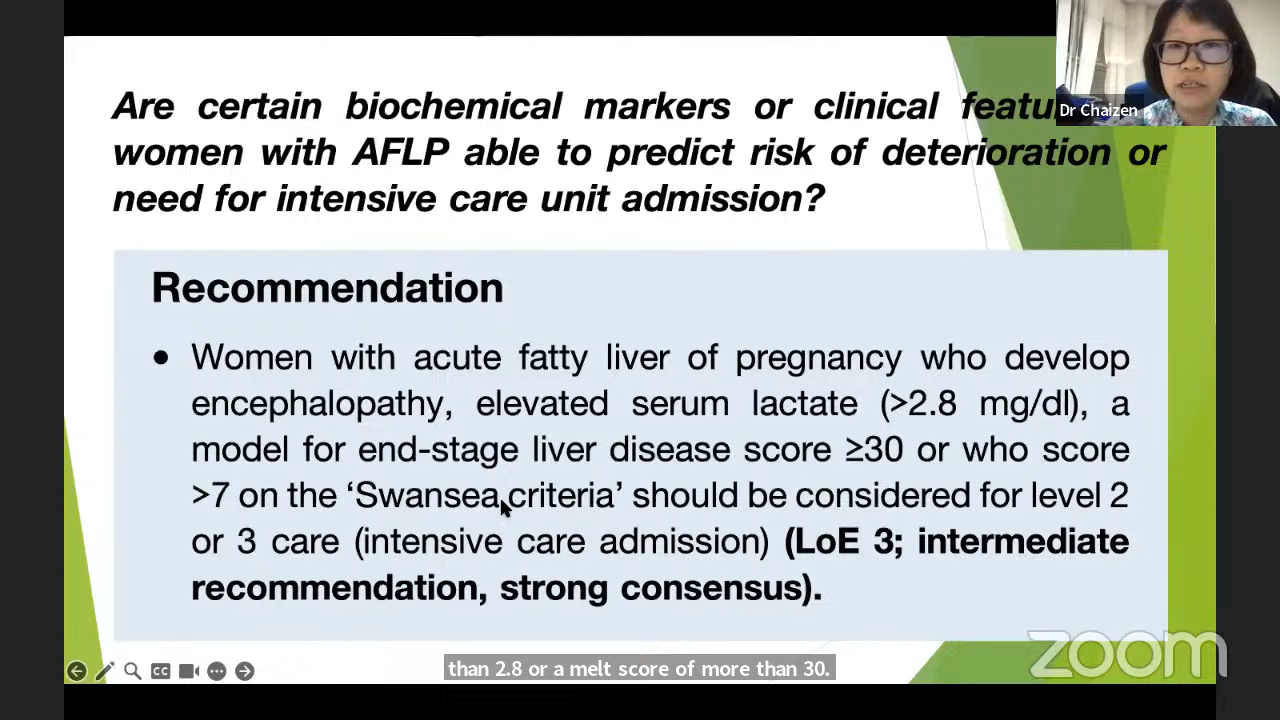 Are certain biochemical markers or clinical featu
women with AFLP able to predict risk of deterioration or
need for intensive care unit admission?
Dr Chaizen
Recommendation
• Women with acute fatty liver of pregnancy who develop
encephalopathy, elevated serum lactate (>2.8 mg/dl), a
model for end-stage liver disease score ≥30 or who score
>7 on the ‘Swansea criteria’ should be considered for level 2
or 3 care (intensive care admission) (LoE 3; intermediate
recommendation, strong consensus).
than 2.8 or a melt score of more than 30.
CC
zoom